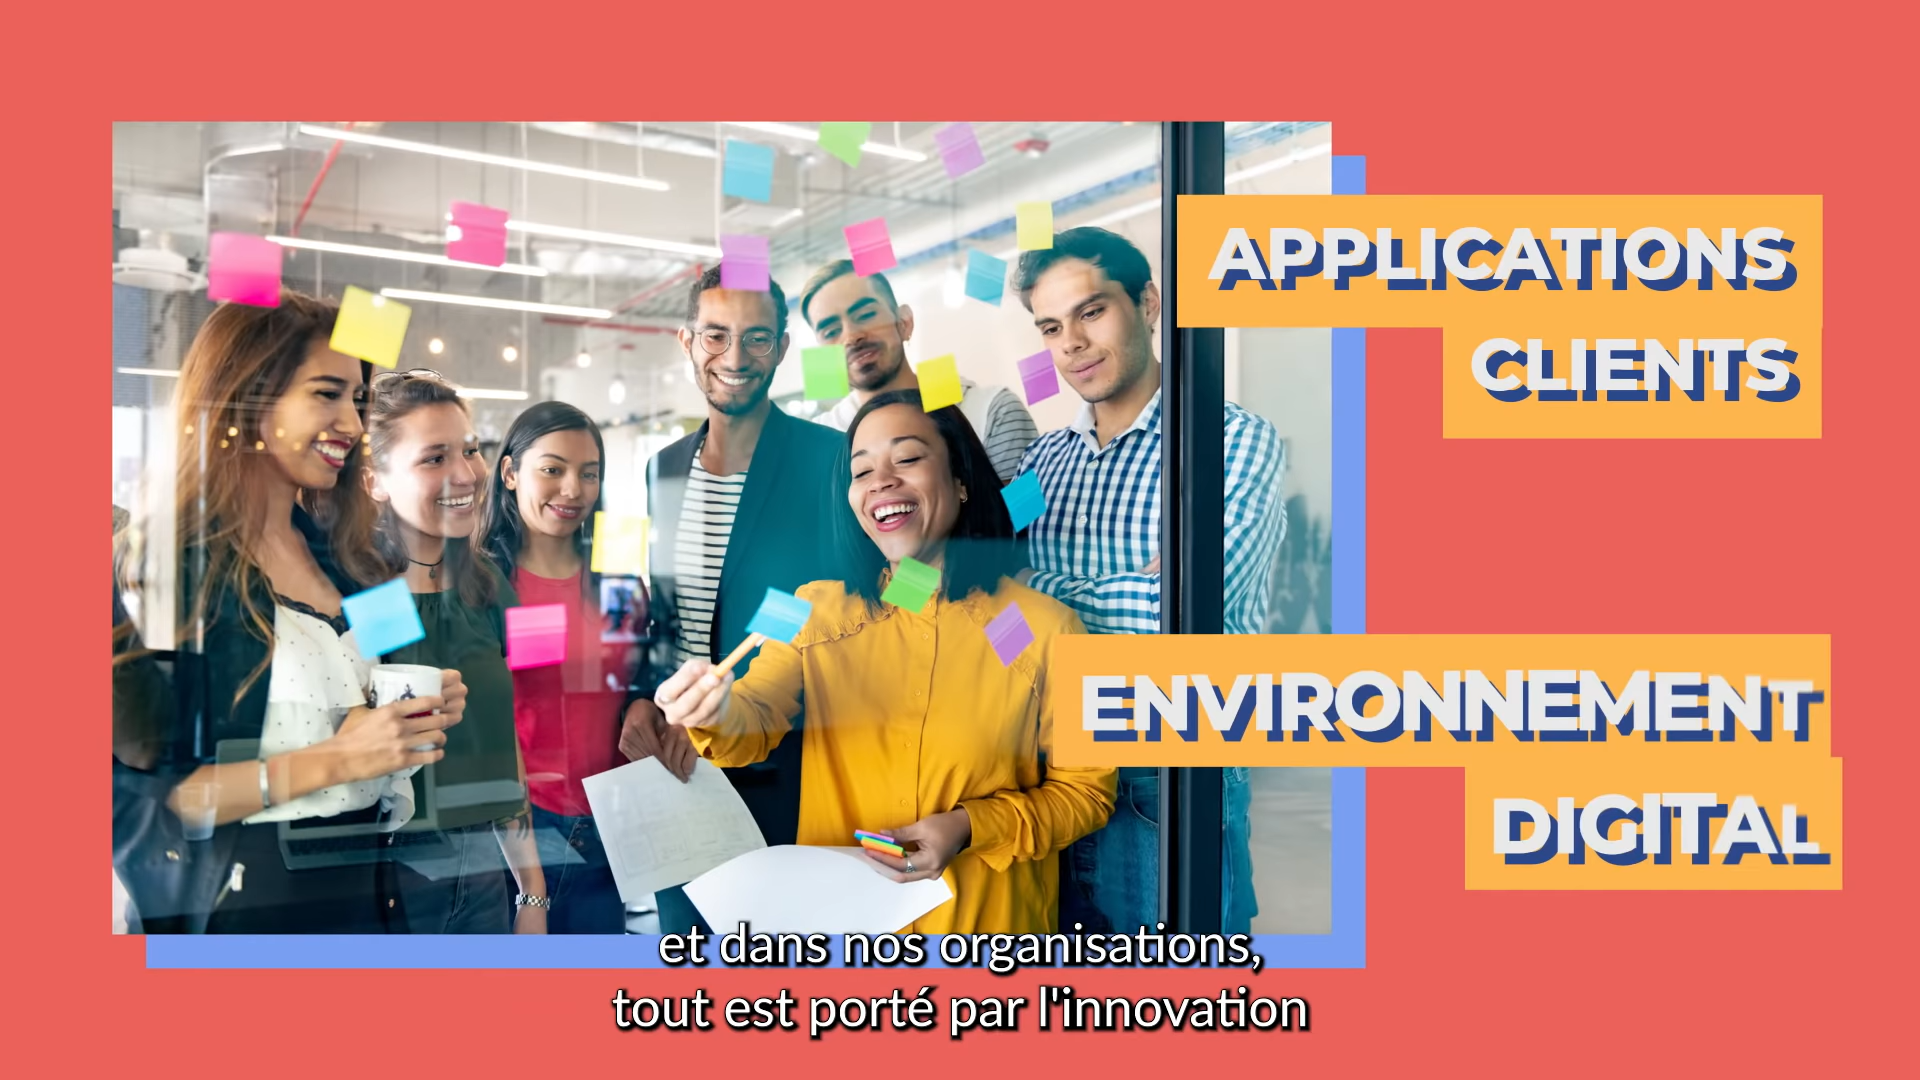 APPLICATIONS
CLIENTS
ENVIRONNEMENT
DIGITAL
et dans nos organisations,
tout est porté par l'innovation